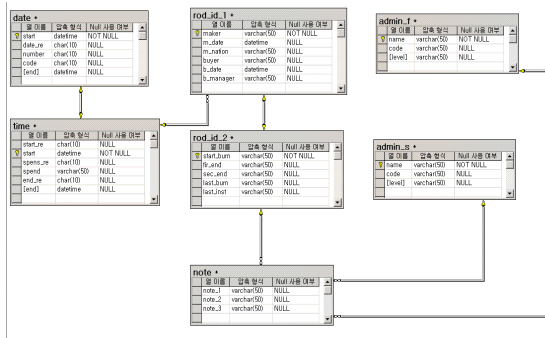 date *
열 이름 압축 형식 Null 사용 여부
start datetime NOT NULL
date_re char(10) NULL
number char(10) NULL
code char(10) NULL
[end] datetime NULL
rod_id_1 *
열 이름 압축 형식 Null 사용 여부
maker varchar(50) NOT NULL
m_date datetime NULL
m_nation varchar(50) NULL
buyer varchar(50) NULL
b_date datetime NULL
b_manager varchar(50) NULL
admin_f *
열 이름 압축 형식 Null 사용 여부
name varchar(50) NOT NULL
code varchar(50) NULL
[level] varchar(50) NULL
time *
열 이름 압축 형식 Null 사용 여부
start_re char(10) NULL
start datetime NOT NULL
spens_re char(10) NULL
spend varchar(50) NULL
end_re char(10) NULL
[end] datetime NULL
rod_id_2 *
열 이름 압축 형식 Null 사용 여부
start_burn varchar(50) NOT NULL
fir_end varchar(50) NULL
sec_end varchar(50) NULL
last_burn varchar(50) NULL
last_inst varchar(50) NULL
admin_s *
열 이름 압축 형식 Null 사용 여부
name varchar(50) NOT NULL
code varchar(50) NULL
[level] varchar(50) NULL
note *
열 이름 압축 형식 Null 사용 여부
note_1 varchar(50) NULL
note_2 varchar(50) NULL
note_3 varchar(50) NULL